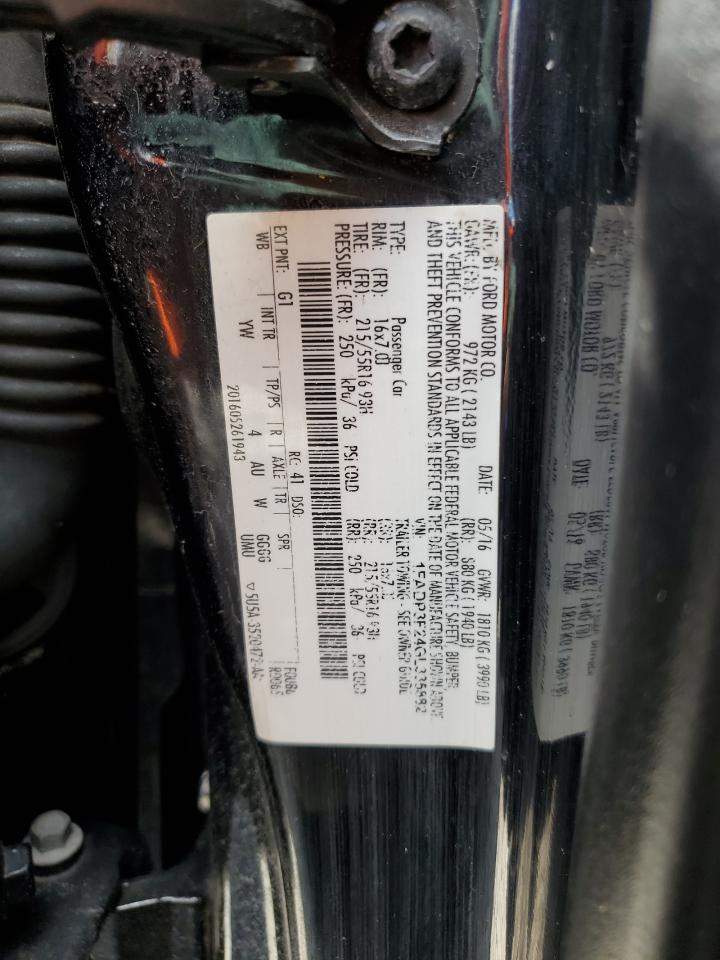 MFD. BY FORD MOTOR CO. DATE: 05/16 GVWR: 1810 KG ( 3990 LB)
GAWR: (FR): 972 KG ( 2143 LB) (RR): 880 KG ( 1940 LB)
THIS VEHICLE CONFORMS TO ALL APPLICABLE FEDERAL MOTOR VEHICLE SAFETY, BUMPER
AND THEFT PREVENTION STANDARDS IN EFFECT ON THE DATE OF MANUFACTURE SHOWN ABOVE
VIN:
TYPE: Passenger Car TRAILER TOWING - SEE OWNER GUIDE
RIM: (FR): 16x7.0J (RR):
TIRE: (FR): 215/55R16 93H (RR): 215/55R16 93H
PRESSURE: (FR): 250 kPa/ 36 PSI COLD (RR): 250 kPa/ 36 PSI COLD
RC: 41 DSO:
EXT PNT: G1
WB INT TR TP/PS R AXLE TR SPR
YW 4 AU W GGGG
UMU
201605261943